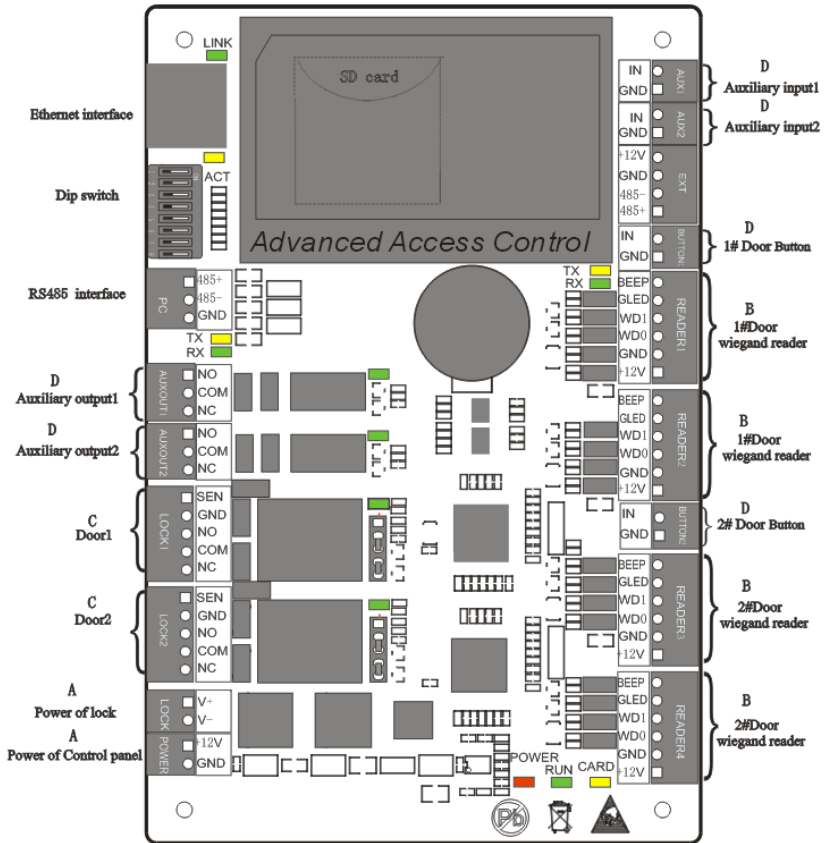 LINK
SD card
Ethernet interface
ACT
Dip switch
Advanced Access Control
RS485 interface
PC
485+
485-
GND
TX
RX
D
Auxiliary output1
AUXOUT1
NO
COM
NC
D
Auxiliary output2
AUXOUT2
NO
COM
NC
C
Door1
LOCK1
SEN
GND
NO
COM
NC
C
Door2
LOCK2
SEN
GND
NO
COM
NC
A
Power of lock
LOCK
V+
V-
A
Power of Control panel
POWER
+12V
GND
IN
GND
AUX1
D
Auxiliary input1
IN
GND
AUX2
D
Auxiliary input2
+12V
GND
485-
485+
EXT
IN
GND
BUTTON1
D
1# Door Button
TX
RX
BEEP
GLED
WD1
WD0
GND
+12V
READER1
B
1#Door
wiegand reader
BEEP
GLED
WD1
WD0
GND
+12V
READER2
B
1#Door
wiegand reader
IN
GND
BUTTON2
D
2# Door Button
BEEP
GLED
WD1
WD0
GND
+12V
READER3
B
2#Door
wiegand reader
BEEP
GLED
WD1
WD0
GND
+12V
READER4
B
2#Door
wiegand reader
POWER
RUN
CARD
Pb